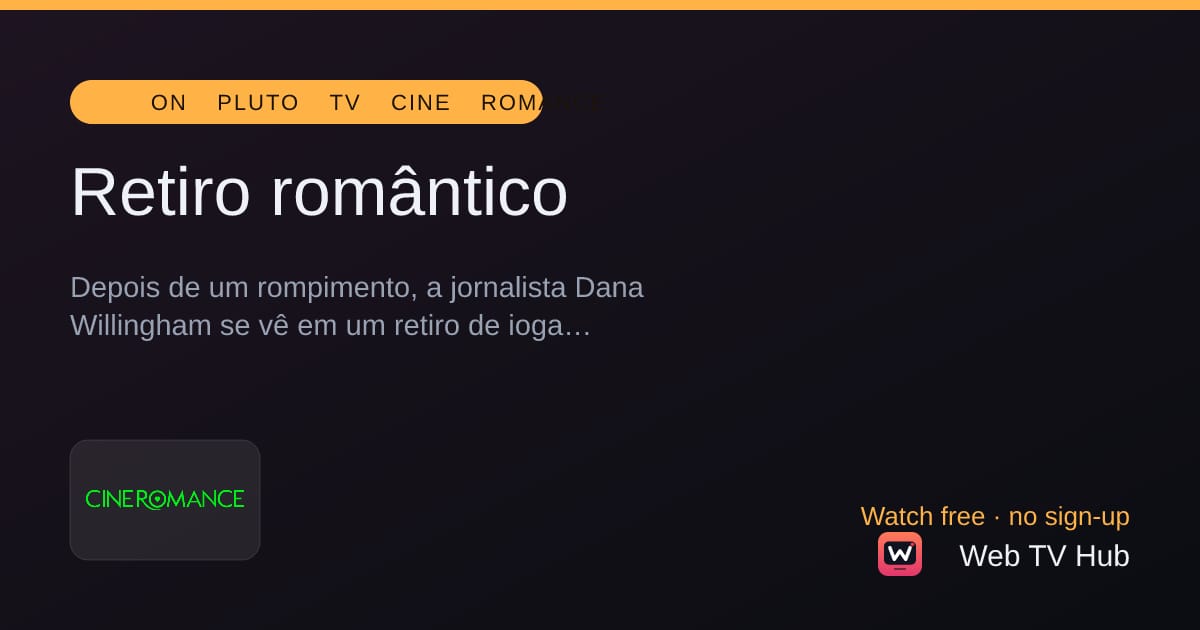 ON PLUTO TV CINE ROMANCE
Retiro romântico
Depois de um rompimento, a jornalista Dana
Willingham se vê em um retiro de ioga…
CINEROMANCE
Watch free · no sign-up
W
Web TV Hub